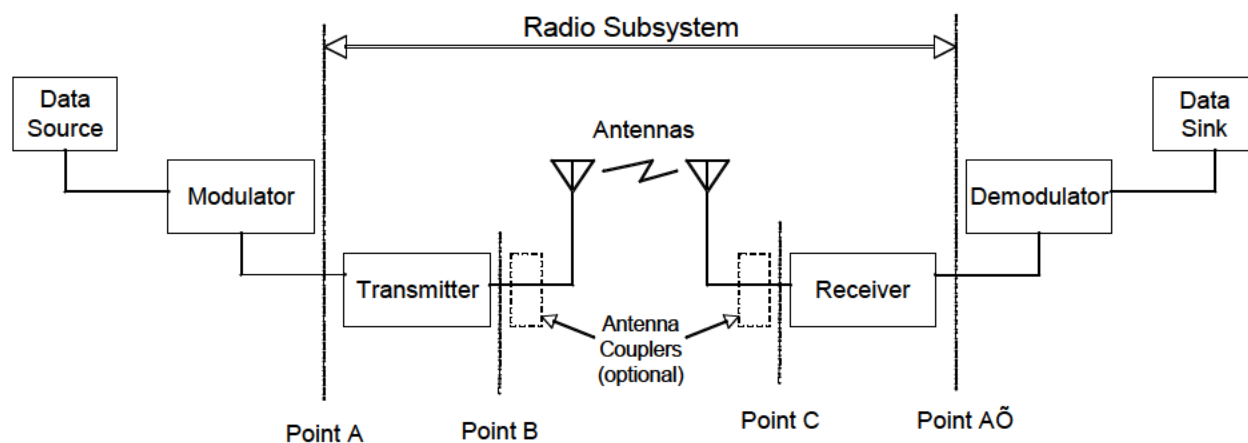 Radio Subsystem
Data
Source
Data
Sink
Antennas
Modulator
Demodulator
Transmitter
Receiver
Antenna
Couplers
(optional)
Point A
Point B
Point C
Point AÕ